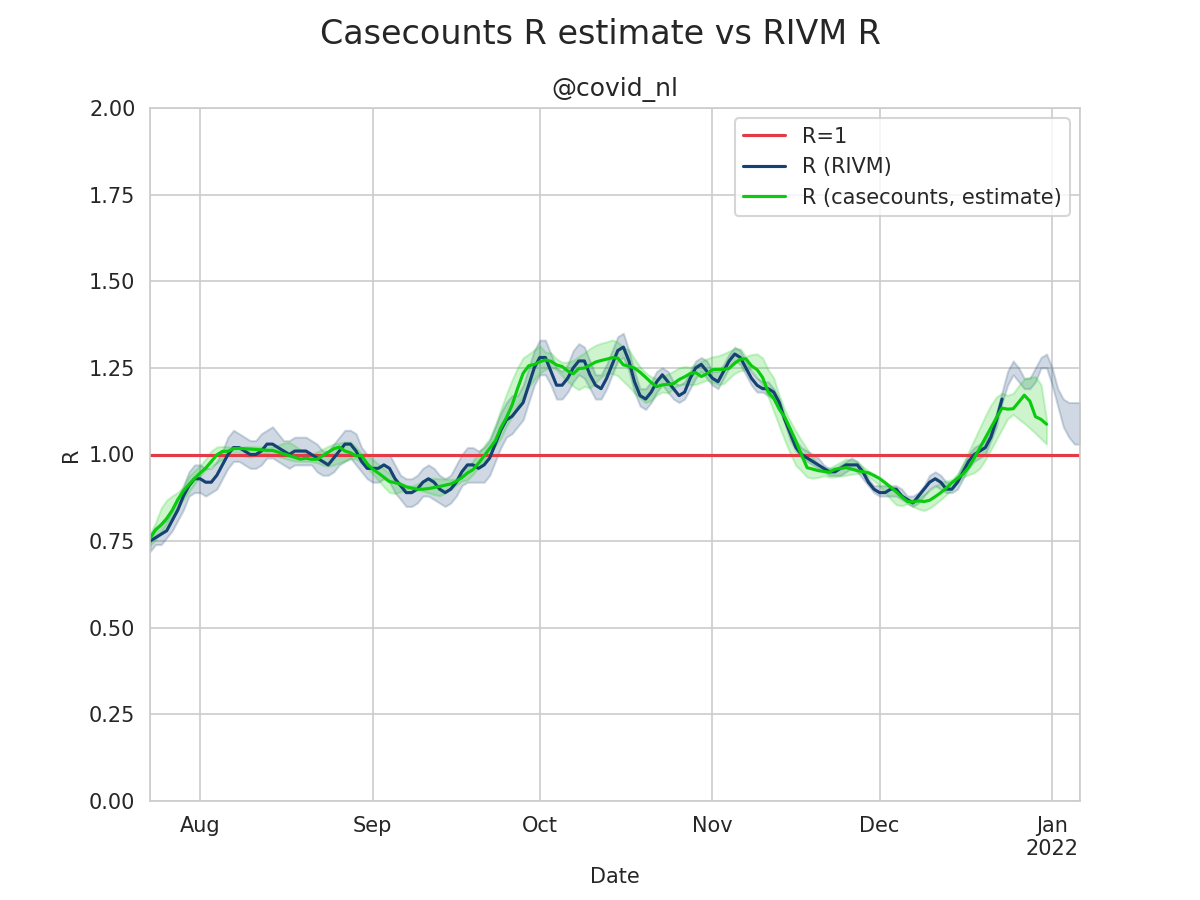 Casecounts R estimate vs RIVM R
@covid_nl
2.00
1.75
1.50
1.25
1.00
0.75
0.50
0.25
0.00
R
R=1
R (RIVM)
R (casecounts, estimate)
Aug Sep Oct Nov Dec Jan
2022
Date